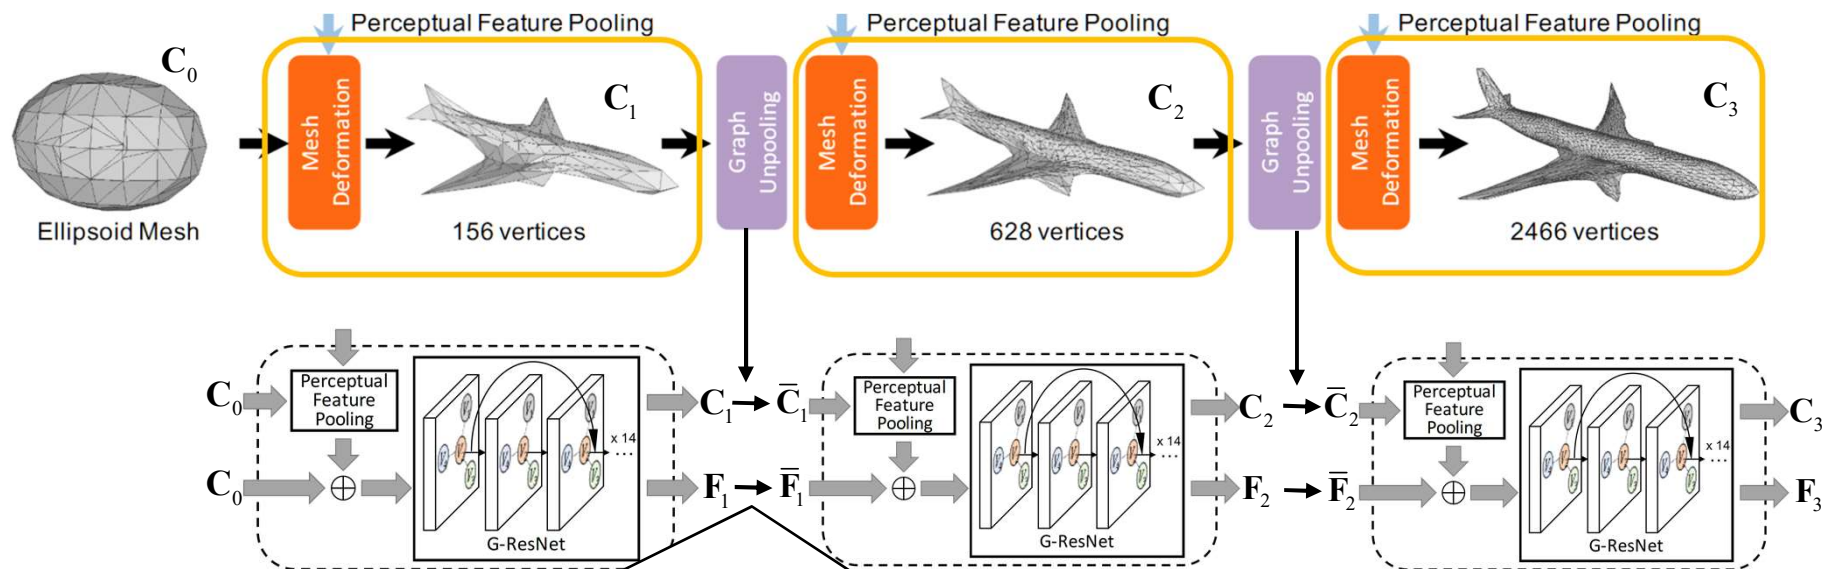 Perceptual Feature Pooling
Perceptual Feature Pooling
Perceptual Feature Pooling
C₀
Ellipsoid Mesh
Mesh
Deformation
C₁
156 vertices
Graph
Unpooling
Mesh
Deformation
C₂
628 vertices
Graph
Unpooling
Mesh
Deformation
C₃
2466 vertices
C₀
Perceptual
Feature
Pooling
C₀
x 14
...
G-ResNet
C₁
C̅₁
F₁
F̅₁
Perceptual
Feature
Pooling
x 14
...
G-ResNet
C₂
C̅₂
F₂
F̅₂
Perceptual
Feature
Pooling
x 14
...
G-ResNet
C₃
F₃